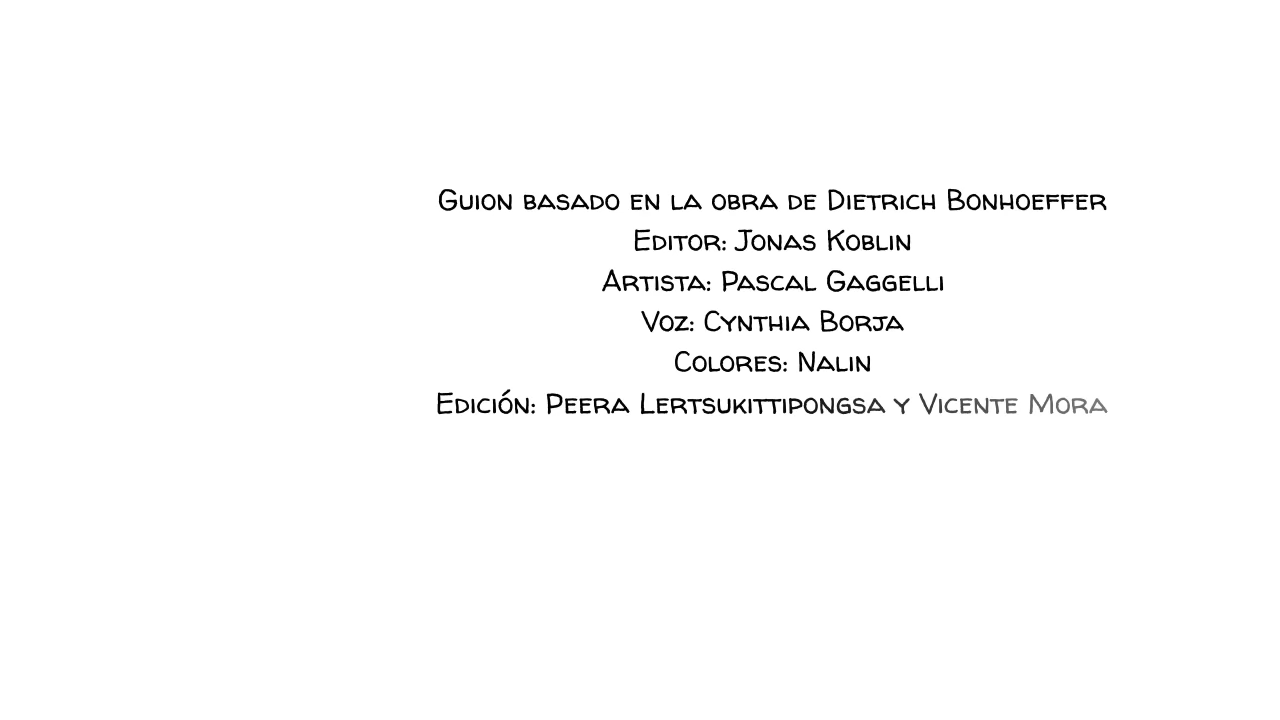 Guion basado en la obra de Dietrich Bonhoeffer
Editor: Jonas Koblin
Artista: Pascal Gaggelli
Voz: Cynthia Borja
Colores: Nalin
Edición: Peera Lertsukittipongsa y Vicente Mora